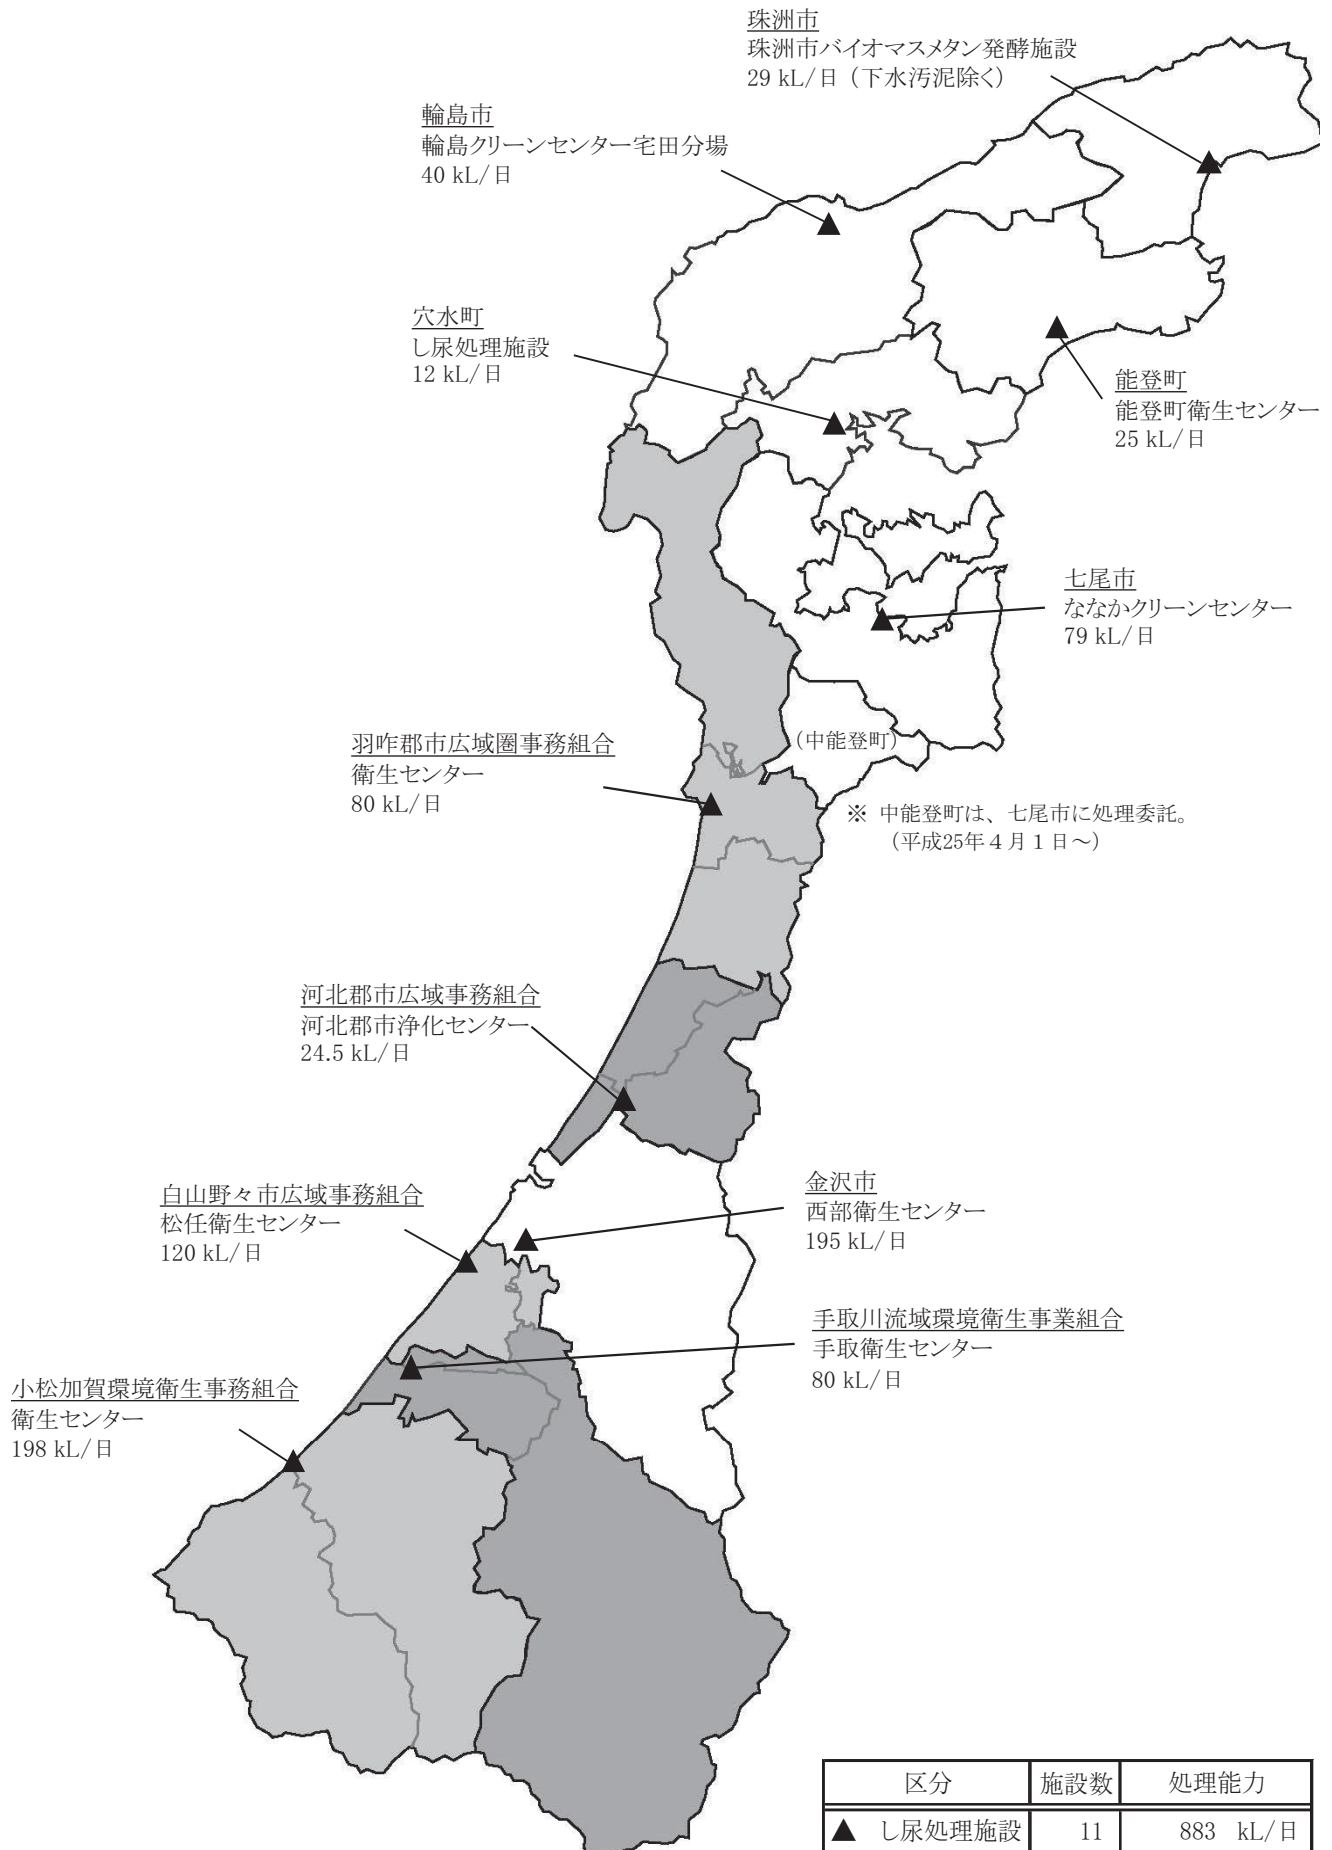 珠洲市
珠洲市バイオマスメタン発酵施設
29 kL/日（下水汚泥除く）
輪島市
輪島クリーンセンター宅田分場
40 kL/日
穴水町
し尿処理施設
12 kL/日
能登町
能登町衛生センター
25 kL/日
七尾市
ななかクリーンセンター
79 kL/日
羽咋郡市広域圏事務組合
衛生センター
80 kL/日
（中能登町）
※ 中能登町は、七尾市に処理委託。
（平成25年４月１日～）
河北郡市広域事務組合
河北郡市浄化センター
24.5 kL/日
白山野々市広域事務組合
松任衛生センター
120 kL/日
金沢市
西部衛生センター
195 kL/日
手取川流域環境衛生事業組合
手取衛生センター
80 kL/日
小松加賀環境衛生事務組合
衛生センター
198 kL/日
区分 施設数 処理能力
▲ し尿処理施設 11 883 kL/日